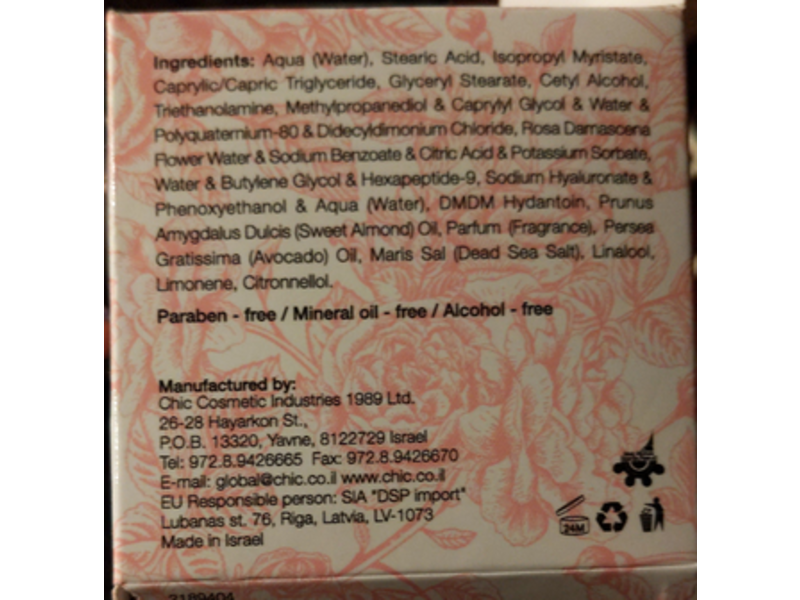 Ingredients: Aqua (Water), Stearic Acid, Isopropyl Myristate,
Caprylic/Capric Triglyceride, Glyceryl Stearate, Cetyl Alcohol,
Triethanolamine, Methylpropanediol & Caprylyl Glycol & Water &
Polyquaternium-80 & Didecyldimonium Chloride, Rosa Damascena
Flower Water & Sodium Benzoate & Citric Acid & Potassium Sorbate,
Water & Butylene Glycol & Hexapeptide-9, Sodium Hyaluronate &
Phenoxyethanol & Aqua (Water), DMDM Hydantoin, Prunus
Amygdalus Dulcis (Sweet Almond) Oil, Parfum (Fragrance), Persea
Gratissima (Avocado) Oil, Maris Sal (Dead Sea Salt), Linalool,
Limonene, Citronnellol.
Paraben - free / Mineral oil - free / Alcohol - free
Manufactured by:
Chic Cosmetic Industries 1989 Ltd.
26-28 Hayarkon St.,
P.O.B. 13320, Yavne, 8122729 Israel
Tel: 972.8.9426665 Fax: 972.8.9426670
E-mail: global@chic.co.il www.chic.co.il
EU Responsible person: SIA "DSP import"
Lubanas st. 76, Riga, Latvia, LV-1073
Made in Israel
24M
2189404